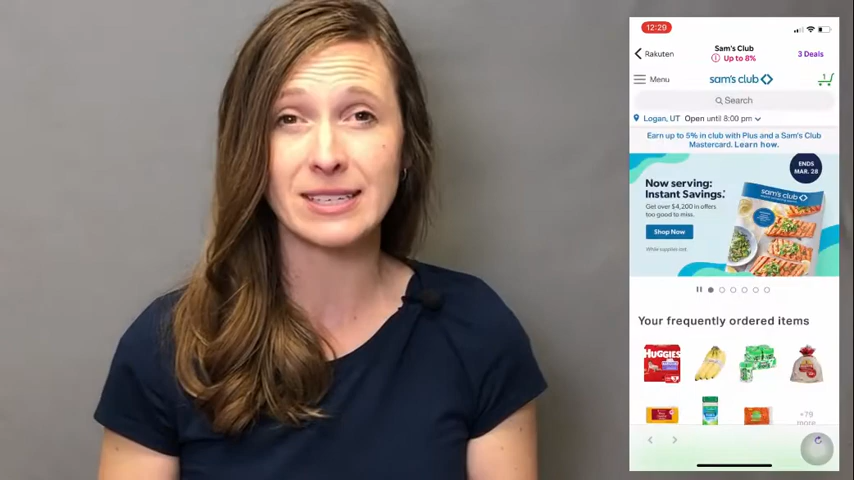 12:29
Rakuten
Sam's Club
Up to 8%
3 Deals
Menu
sam's club
1
Search
Logan, UT Open until 8:00 pm
Earn up to 5% in club with Plus and a Sam's Club
Mastercard. Learn how.
ENDS
MAR. 28
Now serving:
Instant Savings.*
Get over $4,200 in offers
too good to miss.
Shop Now
While supplies last.
sam's club
Your frequently ordered items
HUGGIES
+79
more